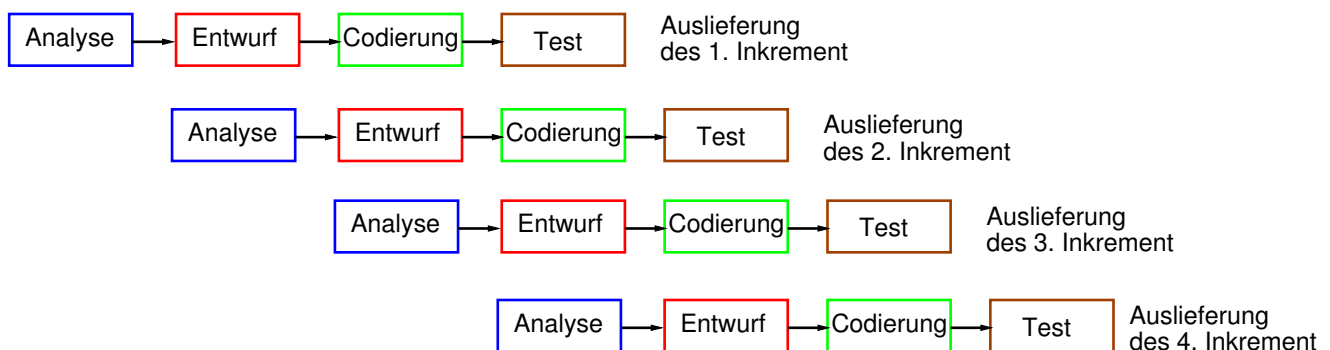 Analyse Entwurf Codierung Test Auslieferung
des 1. Inkrement
Analyse Entwurf Codierung Test Auslieferung
des 2. Inkrement
Analyse Entwurf Codierung Test Auslieferung
des 3. Inkrement
Analyse Entwurf Codierung Test Auslieferung
des 4. Inkrement